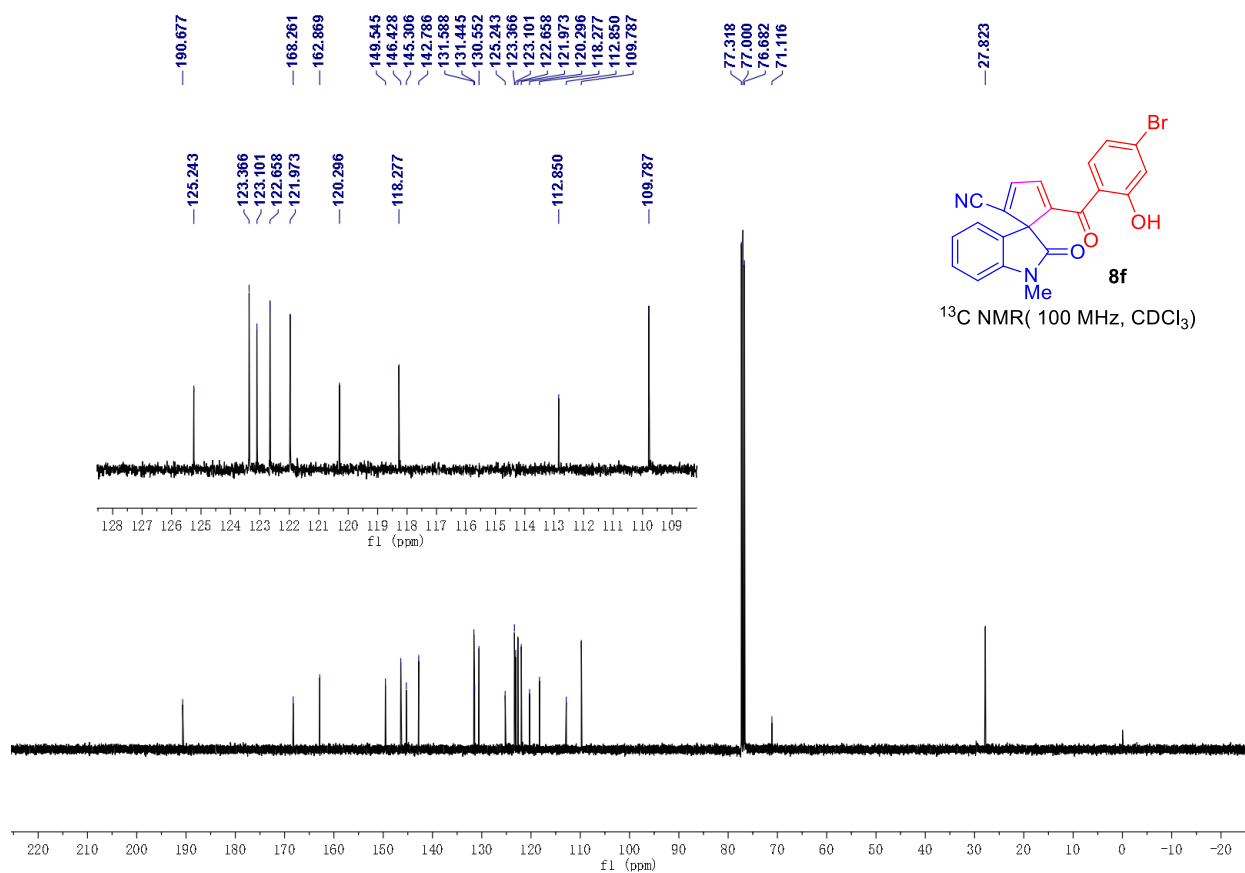 190.677
168.261
162.869
149.545
146.428
145.306
142.786
131.588
131.445
130.552
125.243
123.366
123.101
122.658
121.973
120.296
118.277
112.850
109.787
77.318
77.000
76.682
71.116
27.823
125.243
123.366
123.101
122.658
121.973
120.296
118.277
112.850
109.787
128 127 126 125 124 123 122 121 120 119 118 117 116 115 114 113 112 111 110 109
f1 (ppm)
Br
NC
OH
O
O
N
Me
8f
¹³C NMR( 100 MHz, CDCl₃)
220 210 200 190 180 170 160 150 140 130 120 110 100 90 80 70 60 50 40 30 20 10 0 -10 -20
f1 (ppm)